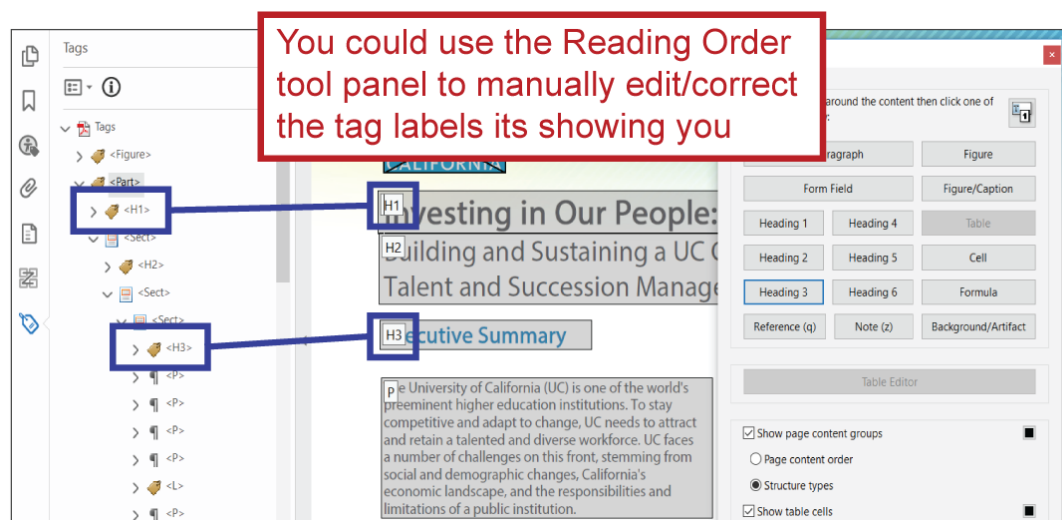 You could use the Reading Order
tool panel to manually edit/correct
the tag labels its showing you
Tags
Tags
<Figure>
<Part>
<H1>
<Sect>
<H2>
<Sect>
<Sect>
<H3>
<P>
<P>
<P>
<P>
<L>
<P>
CALIFORNIA
H1
vesting in Our People:
H2
uilding and Sustaining a UC
Talent and Succession Manage
H3
ecutive Summary
P
e University of California (UC) is one of the world's
preeminent higher education institutions. To stay
competitive and adapt to change, UC needs to attract
and retain a talented and diverse workforce. UC faces
a number of challenges on this front, stemming from
social and demographic changes, California's
economic landscape, and the responsibilities and
limitations of a public institution.
around the content then click one of
ragraph
Figure
Form Field
Figure/Caption
Heading 1
Heading 4
Table
Heading 2
Heading 5
Cell
Heading 3
Heading 6
Formula
Reference (q)
Note (z)
Background/Artifact
Table Editor
Show page content groups
Page content order
Structure types
Show table cells